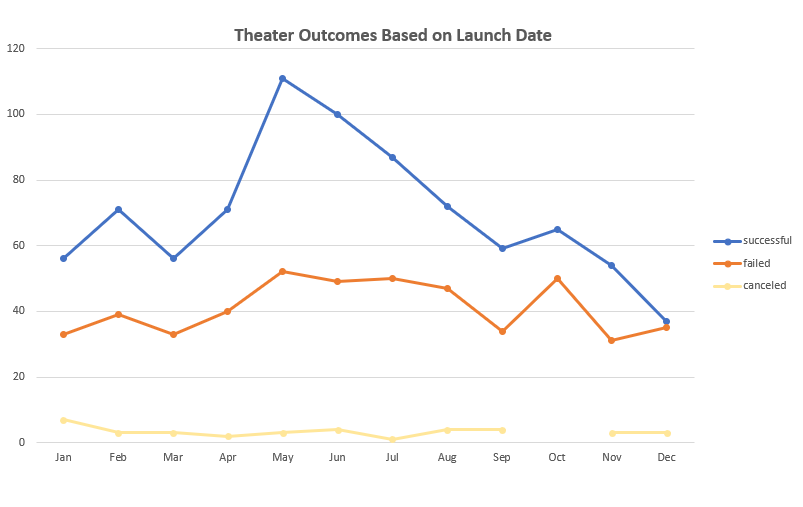 Theater Outcomes Based on Launch Date
120
100
80
60
40
20
0
Jan Feb Mar Apr May Jun Jul Aug Sep Oct Nov Dec
successful
failed
canceled